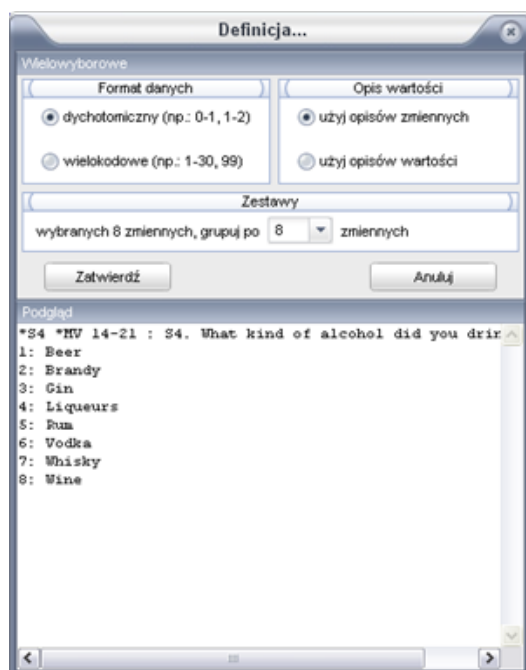 Definicja...
Wielowyborowe
Format danych
Opis wartości
dychotomiczny (np.: 0-1, 1-2)
użyj opisów zmiennych
wielokodowe (np.: 1-30, 99)
użyj opisów wartości
Zestawy
wybranych 8 zmiennych, grupuj po 8 zmiennych
Zatwierdź
Anuluj
Podgląd
*S4 *MV 14-21 : S4. What kind of alcohol did you drin
1: Beer
2: Brandy
3: Gin
4: Liqueurs
5: Rum
6: Vodka
7: Whisky
8: Wine